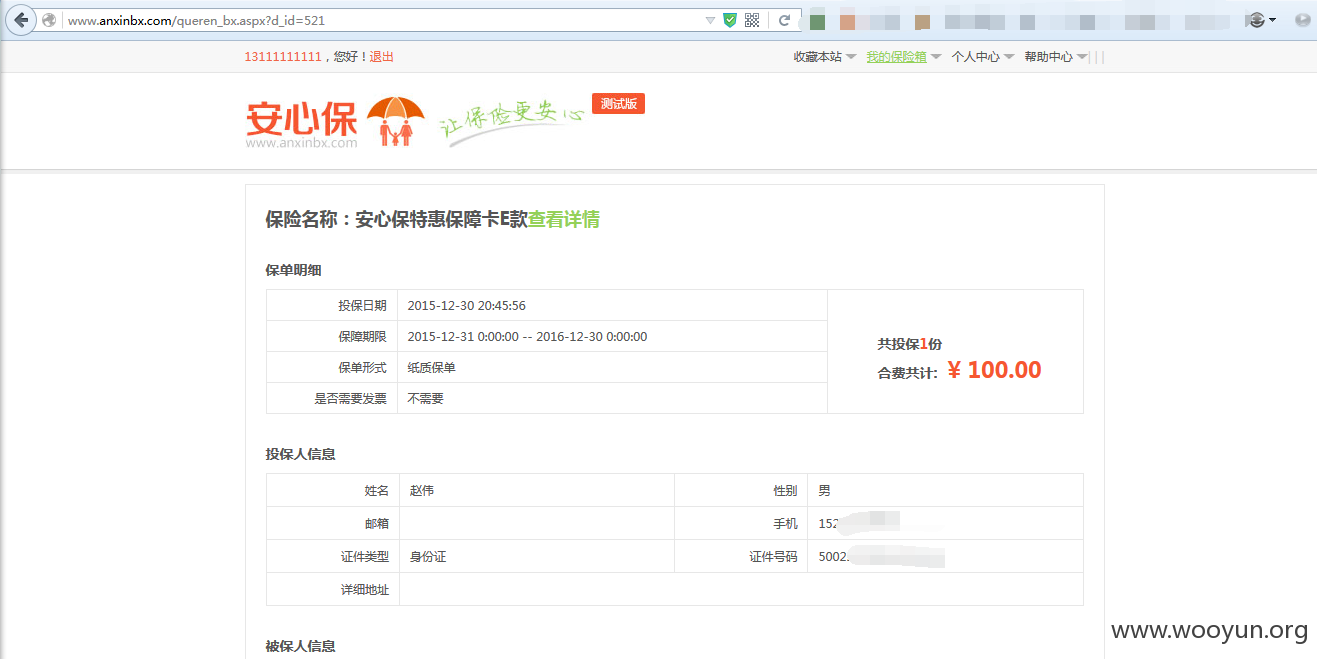 www.anxinbx.com/queren_bx.aspx?d_id=521
13111111111，您好！退出
收藏本站 我的保险箱 个人中心 帮助中心
安心保
www.anxinbx.com
让保险更安心
测试版
保险名称：安心保特惠保障卡E款查看详情
保单明细
投保日期 2015-12-30 20:45:56
保障期限 2015-12-31 0:00:00 -- 2016-12-30 0:00:00
保单形式 纸质保单
是否需要发票 不需要
共投保1份
合费共计: ¥ 100.00
投保人信息
姓名 赵伟 性别 男
邮箱 手机 152
证件类型 身份证 证件号码 5002
详细地址
被保人信息
www.wooyun.org